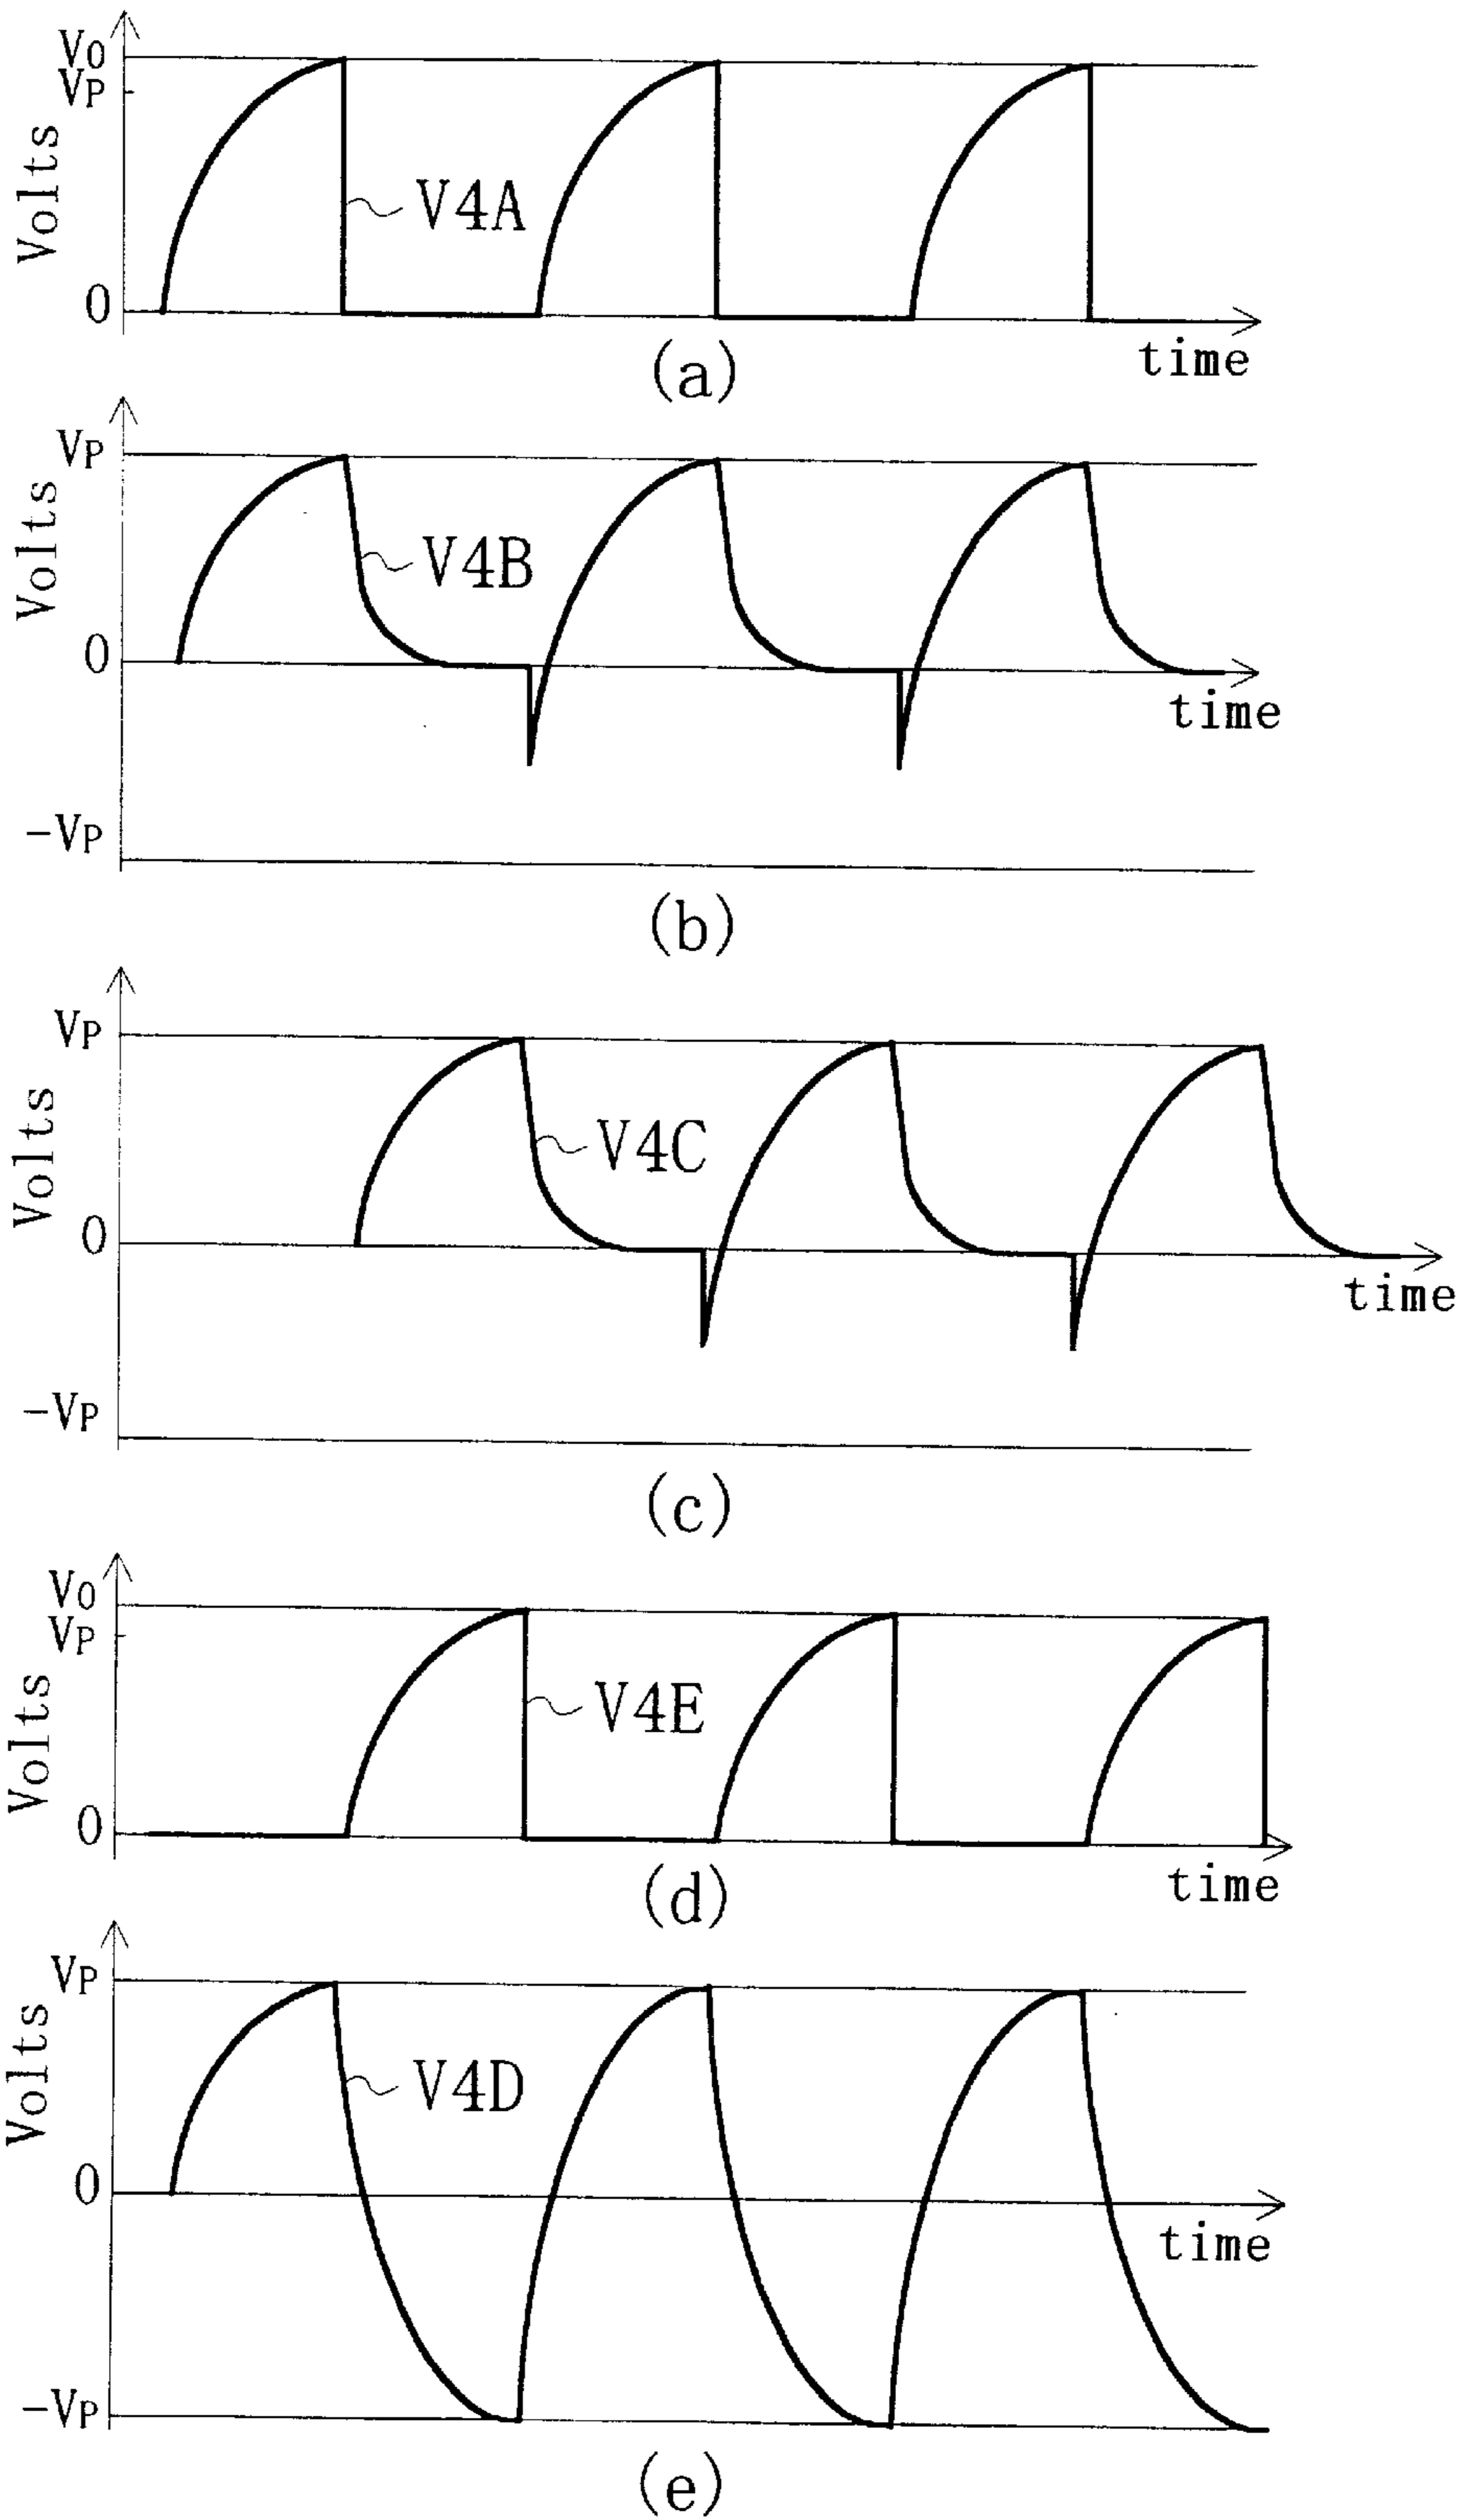 V0
VP
Volts
V4A
0
time
(a)
VP
Volts
V4B
0
time
-VP
(b)
VP
Volts
V4C
0
time
-VP
(c)
V0
VP
Volts
V4E
0
time
(d)
VP
Volts
V4D
0
time
-VP
(e)